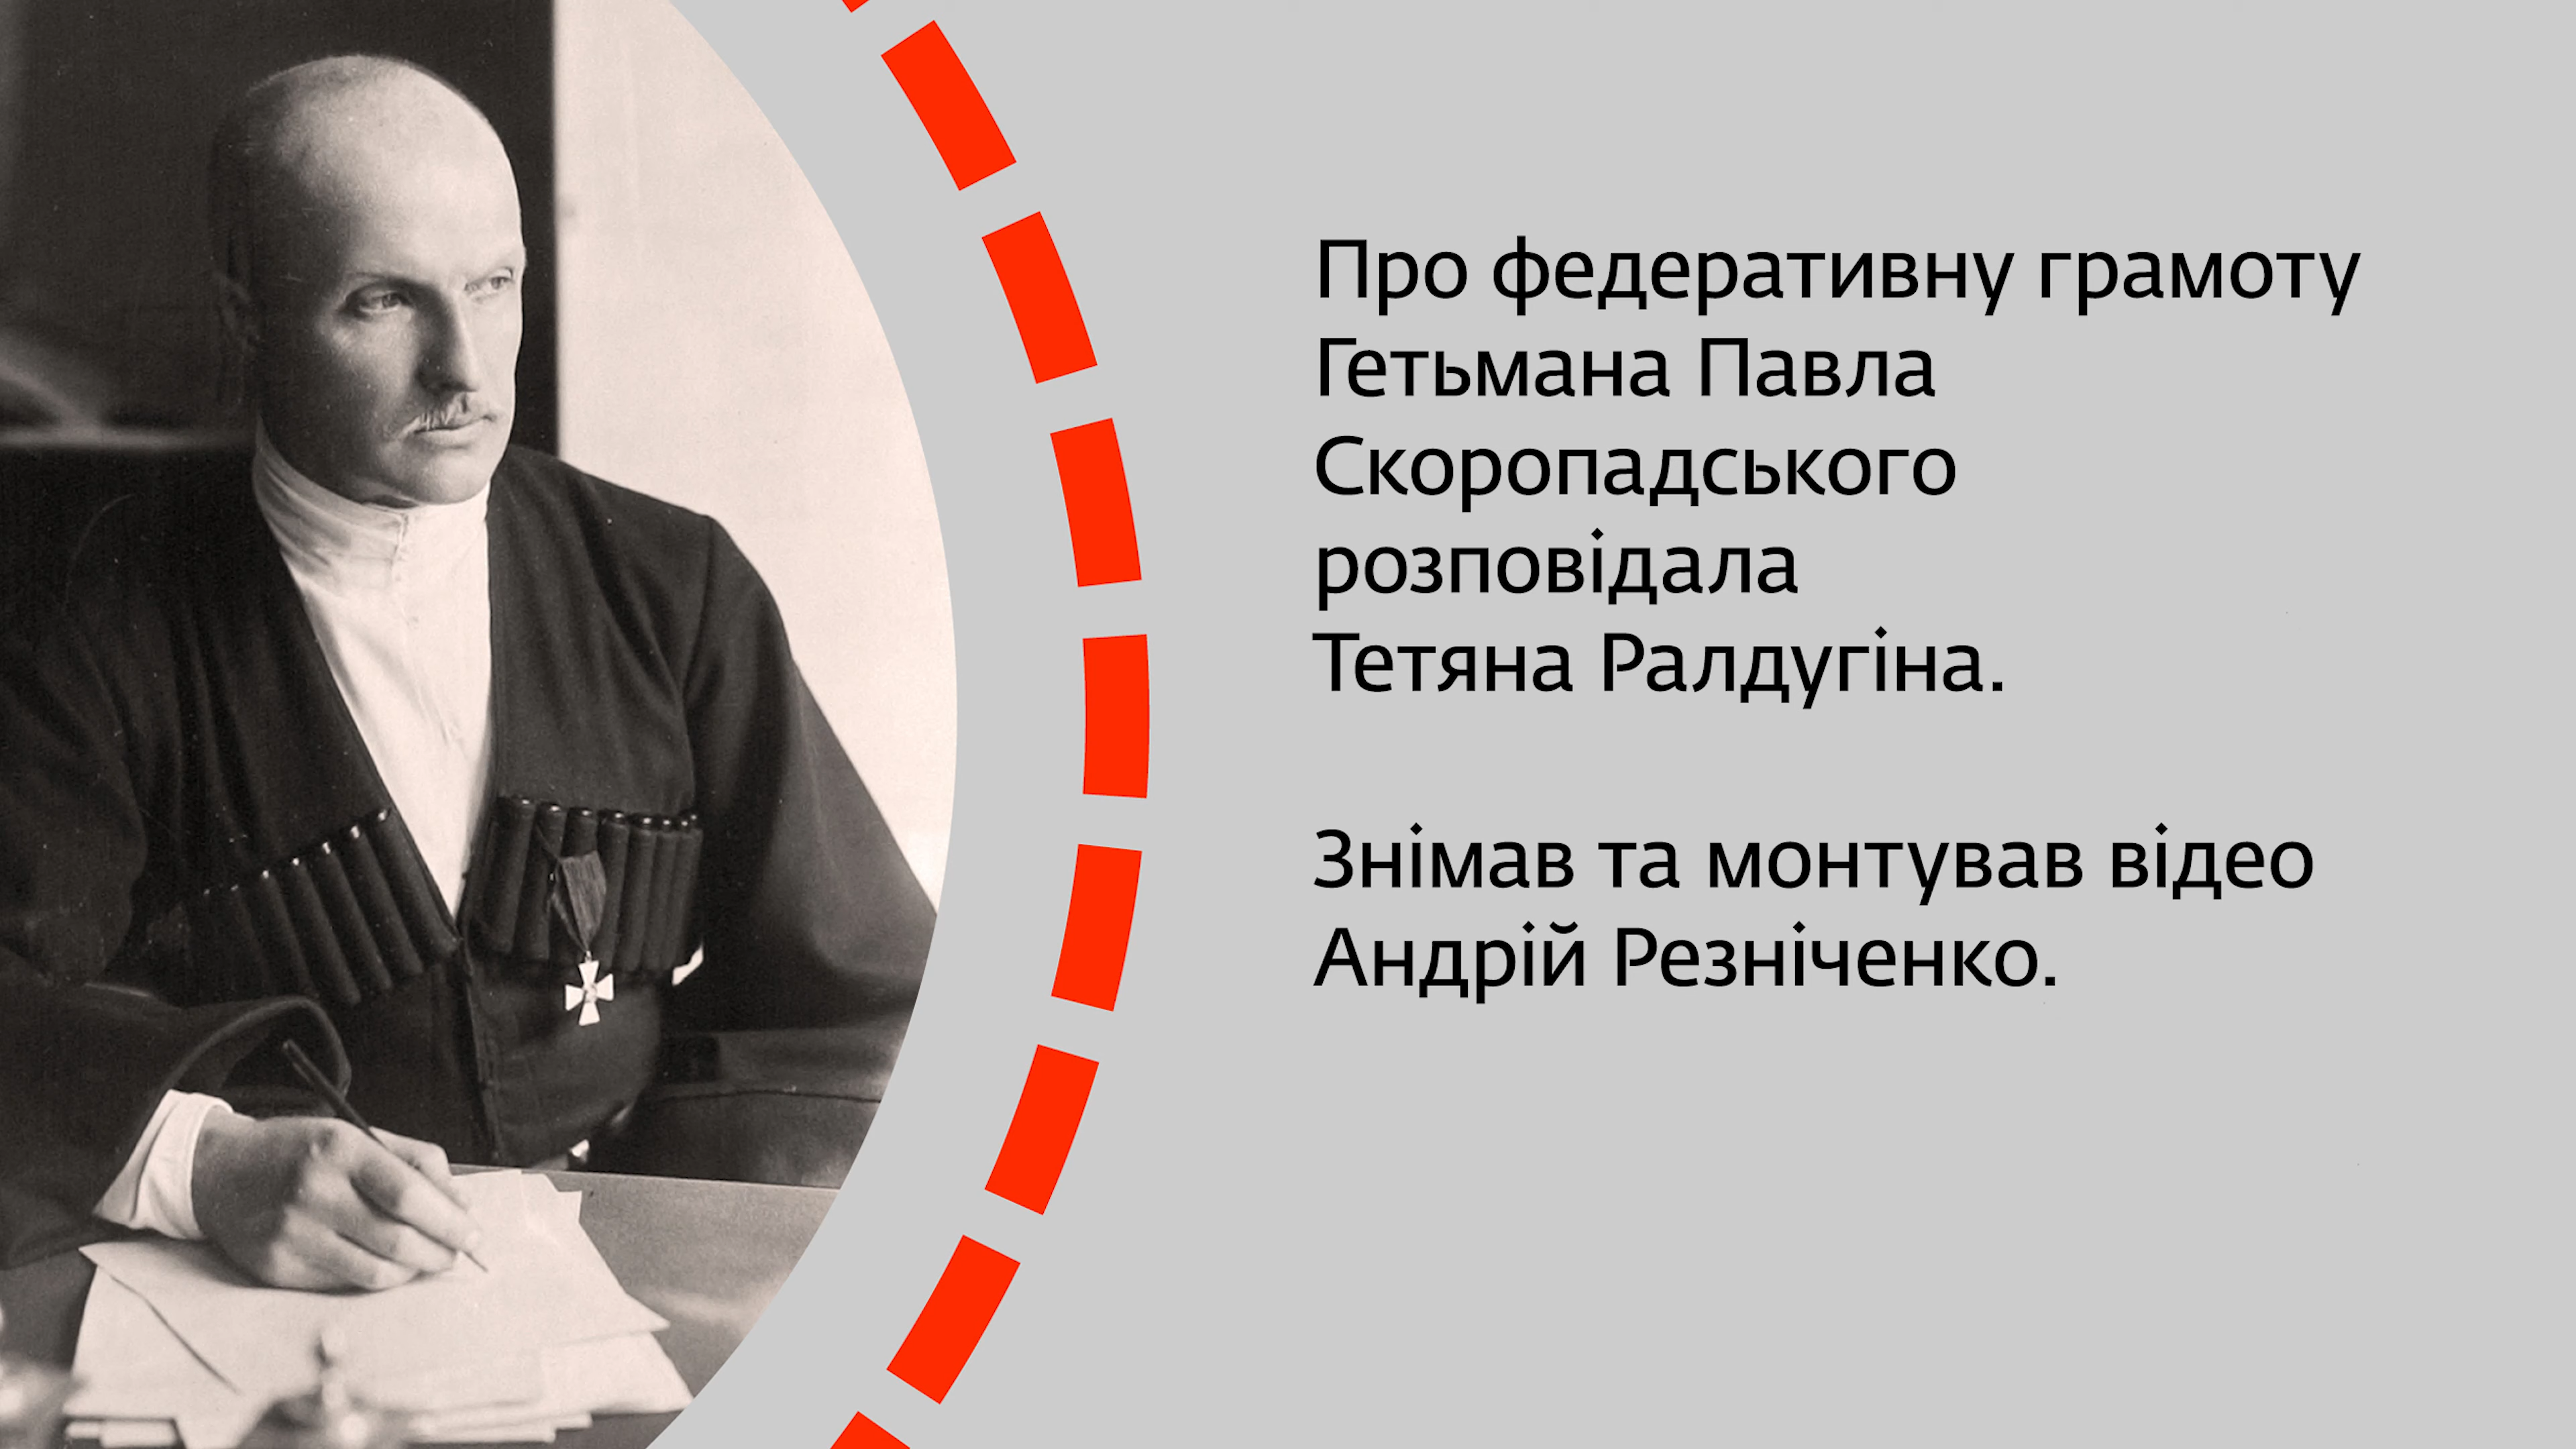 Про федеративну грамоту
Гетьмана Павла
Скоропадського
розповідала
Тетяна Ралдугіна.
Знімав та монтував відео
Андрій Резніченко.